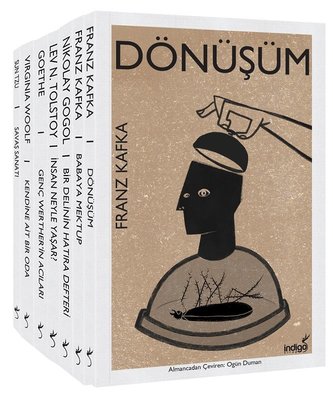 DÖNÜŞÜM
FRANZ KAFKA
indigo
Almancadan Çeviren: Ogün Duman
FRANZ KAFKA I DÖNÜŞÜM
FRANZ KAFKA I BABAYA MEKTUP
NİKOLAY GOGOL I BİR DELİNİN HATIRA DEFTERİ
LEV N. TOLSTOY I İNSAN NEYLE YAŞAR?
GOETHE I GENÇ WERTHER'İN ACILARI
VIRGINIA WOOLF I KENDİNE AİT BİR ODA
SUN TZU I SAVAŞ SANATI